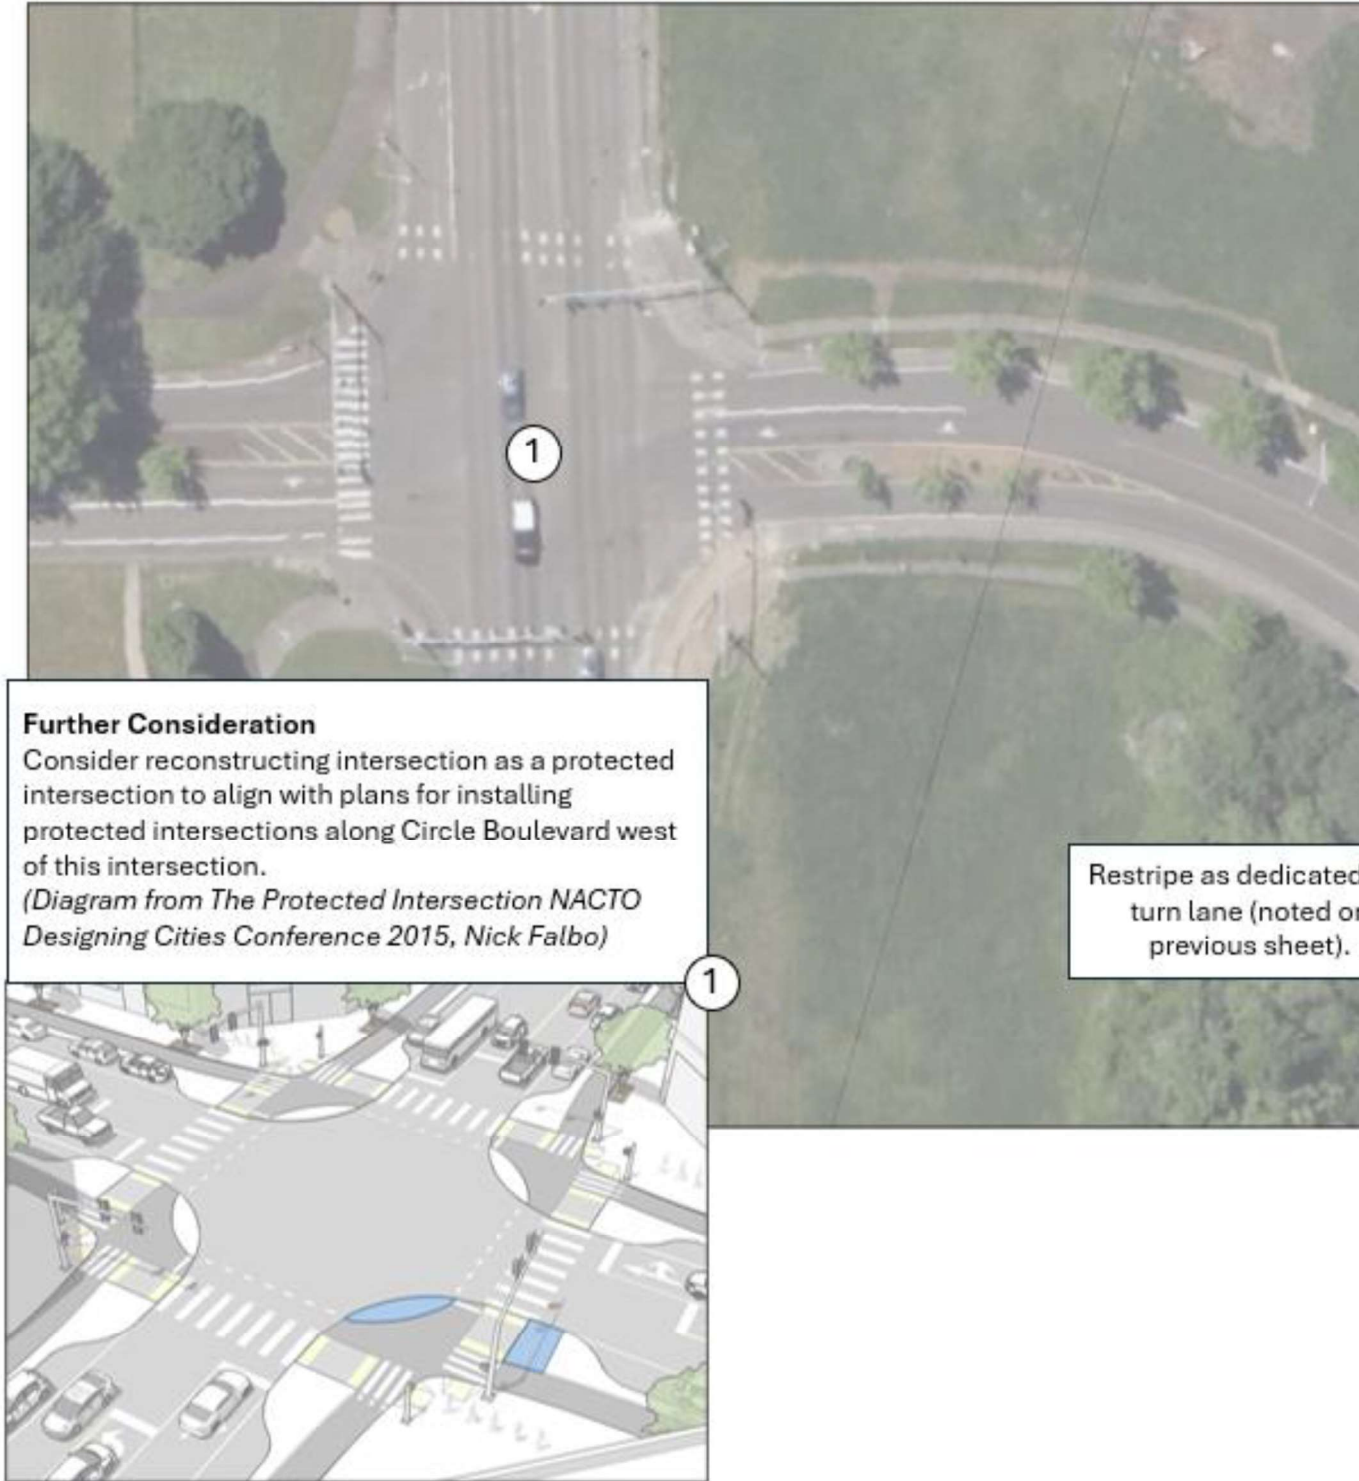 1
Further Consideration
Consider reconstructing intersection as a protected
intersection to align with plans for installing
protected intersections along Circle Boulevard west
of this intersection.
(Diagram from The Protected Intersection NACTO
Designing Cities Conference 2015, Nick Falbo)
1
Restripe as dedicated
turn lane (noted
previous sheet).